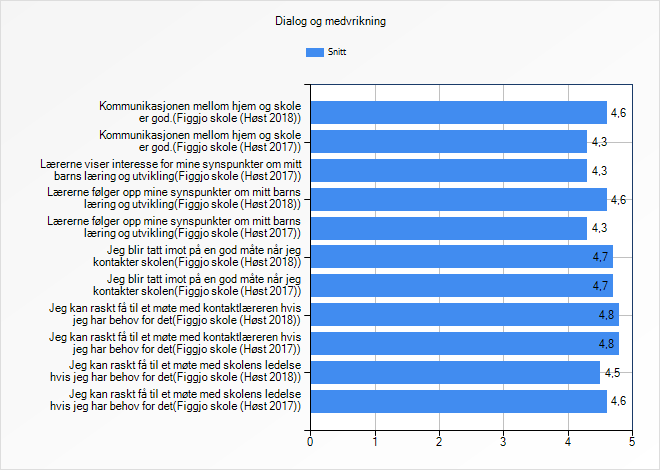 Dialog og medvrikning
Snitt
Kommunikasjonen mellom hjem og skole
er god.(Figgjo skole (Høst 2018))
4,6
Kommunikasjonen mellom hjem og skole
er god.(Figgjo skole (Høst 2017))
4,3
Lærerne viser interesse for mine synspunkter om mitt
barns læring og utvikling(Figgjo skole (Høst 2017))
4,3
Lærerne følger opp mine synspunkter om mitt barns
læring og utvikling(Figgjo skole (Høst 2018))
4,6
Lærerne følger opp mine synspunkter om mitt barns
læring og utvikling(Figgjo skole (Høst 2017))
4,3
Jeg blir tatt imot på en god måte når jeg
kontakter skolen(Figgjo skole (Høst 2018))
4,7
Jeg blir tatt imot på en god måte når jeg
kontakter skolen(Figgjo skole (Høst 2017))
4,7
Jeg kan raskt få til et møte med kontaktlæreren hvis
jeg har behov for det(Figgjo skole (Høst 2018))
4,8
Jeg kan raskt få til et møte med kontaktlæreren hvis
jeg har behov for det(Figgjo skole (Høst 2017))
4,8
Jeg kan raskt få til et møte med skolens ledelse
hvis jeg har behov for det(Figgjo skole (Høst 2018))
4,5
Jeg kan raskt få til et møte med skolens ledelse
hvis jeg har behov for det(Figgjo skole (Høst 2017))
4,6
0 1 2 3 4 5